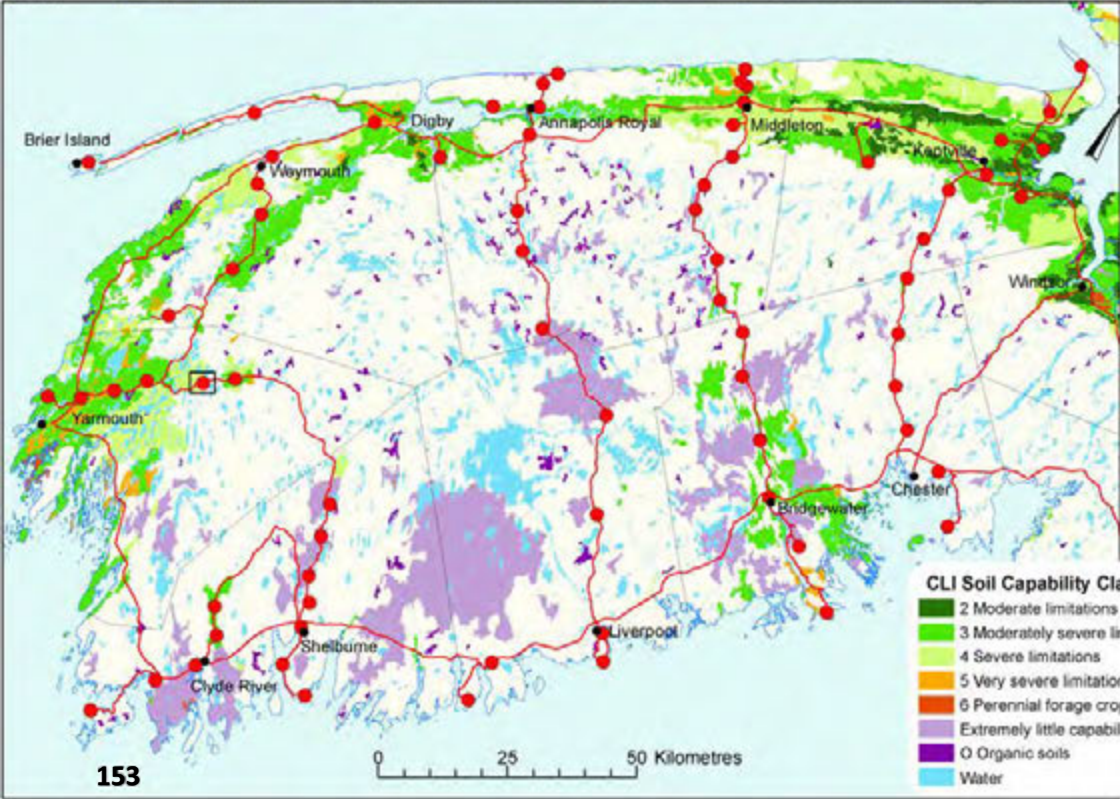 Brier Island
Digby
Annapolis Royal
Middleton
Kentville
Weymouth
Windsor
Yarmouth
Chester
Bridgewater
Liverpool
Shelburne
Clyde River
CLI Soil Capability Cla
2 Moderate limitations
3 Moderately severe li
4 Severe limitations
5 Very severe limitation
6 Perennial forage cro
Extremely little capabil
O Organic soils
Water
0 25 50 Kilometres
153